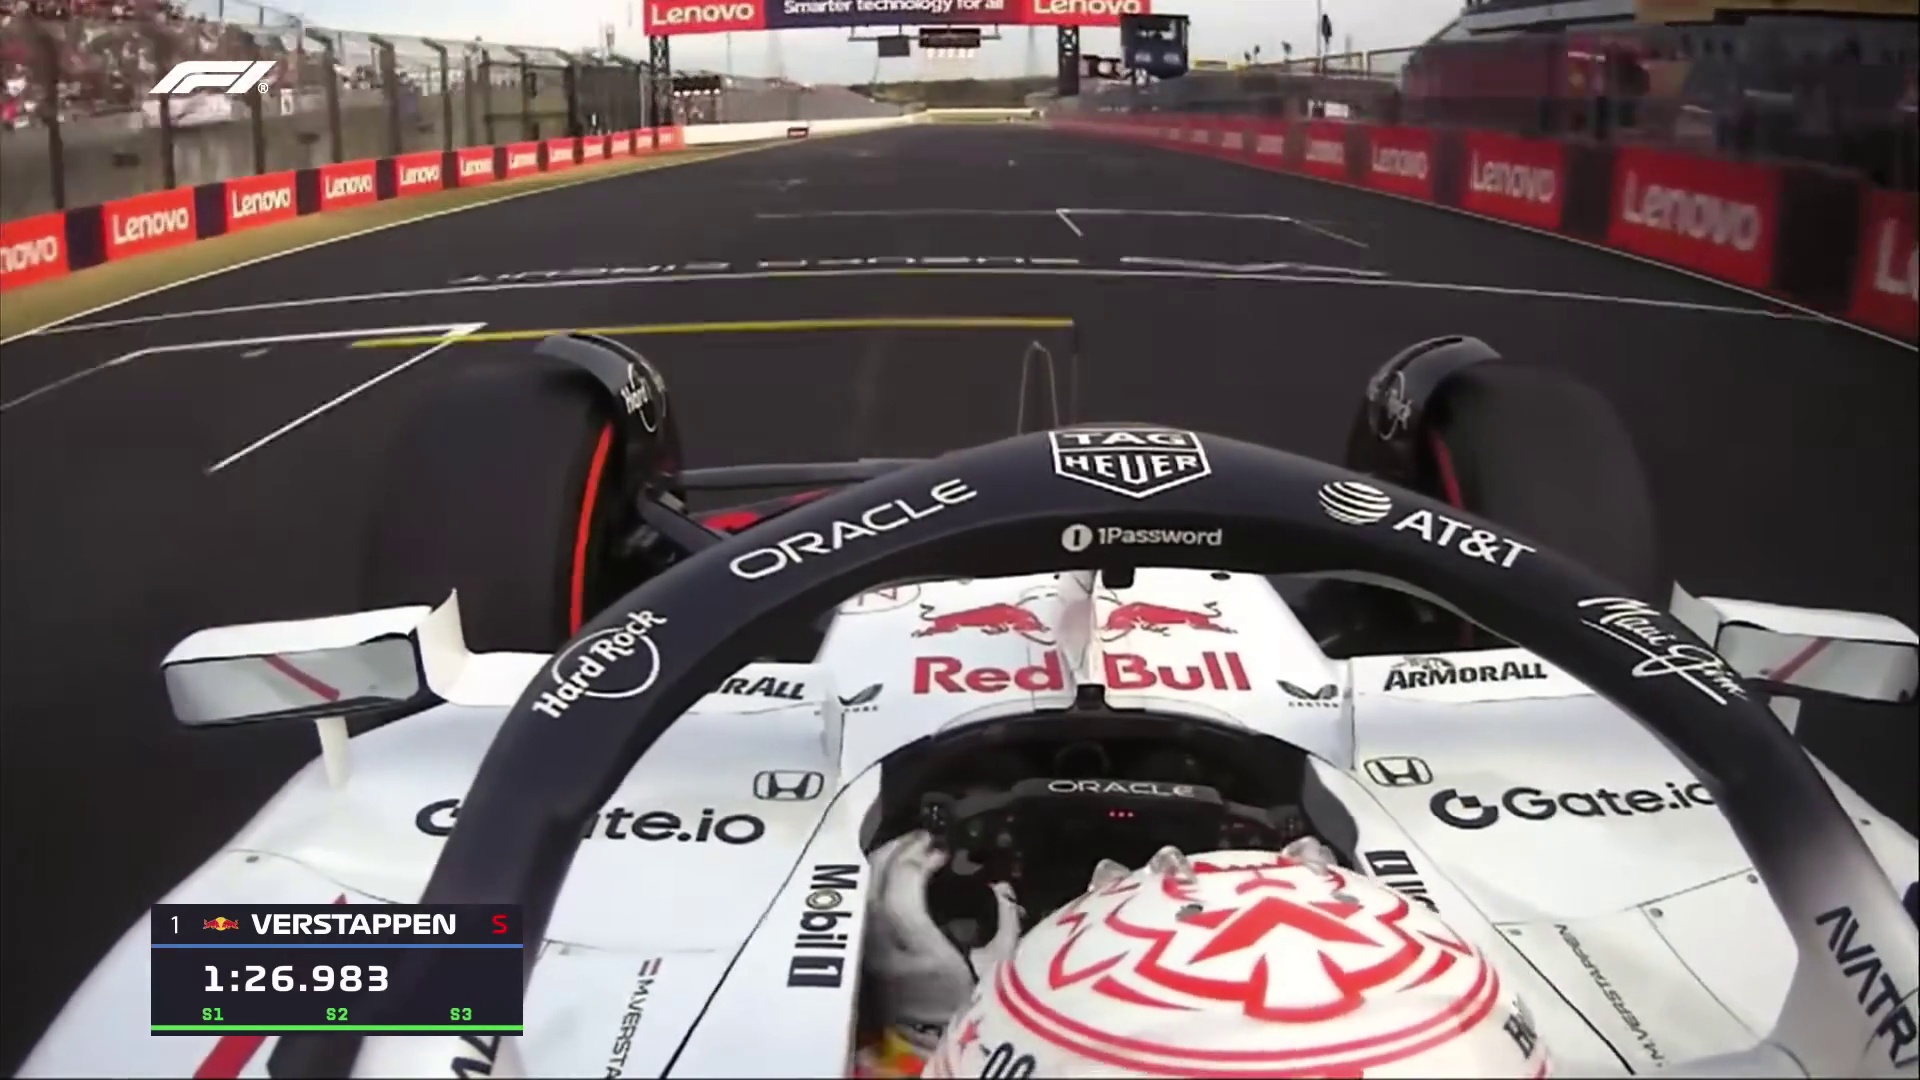 Lenovo Smarter technology for all Lenovo
F1
Lenovo Lenovo Lenovo Lenovo Lenovo Lenovo Lenovo
Lenovo Lenovo Lenovo Lenovo
TAG
HEUER
ORACLE
AT&T
1Password
Hard Rock
Red Bull
ARMORALL
Gate.io
ORACLE
Mobil 1
1 VERSTAPPEN S
1:26.983
S1 S2 S3
M.VERSTAPPEN